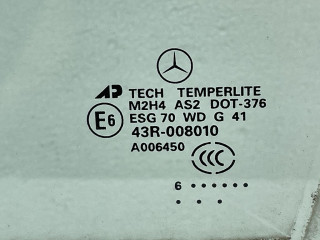 AP TECH TEMPERLITE
M2H4 AS2 DOT-376
E6 ESG 70 WD G 41
43R-008010
A006450
CCC
6 ••••••
• • •